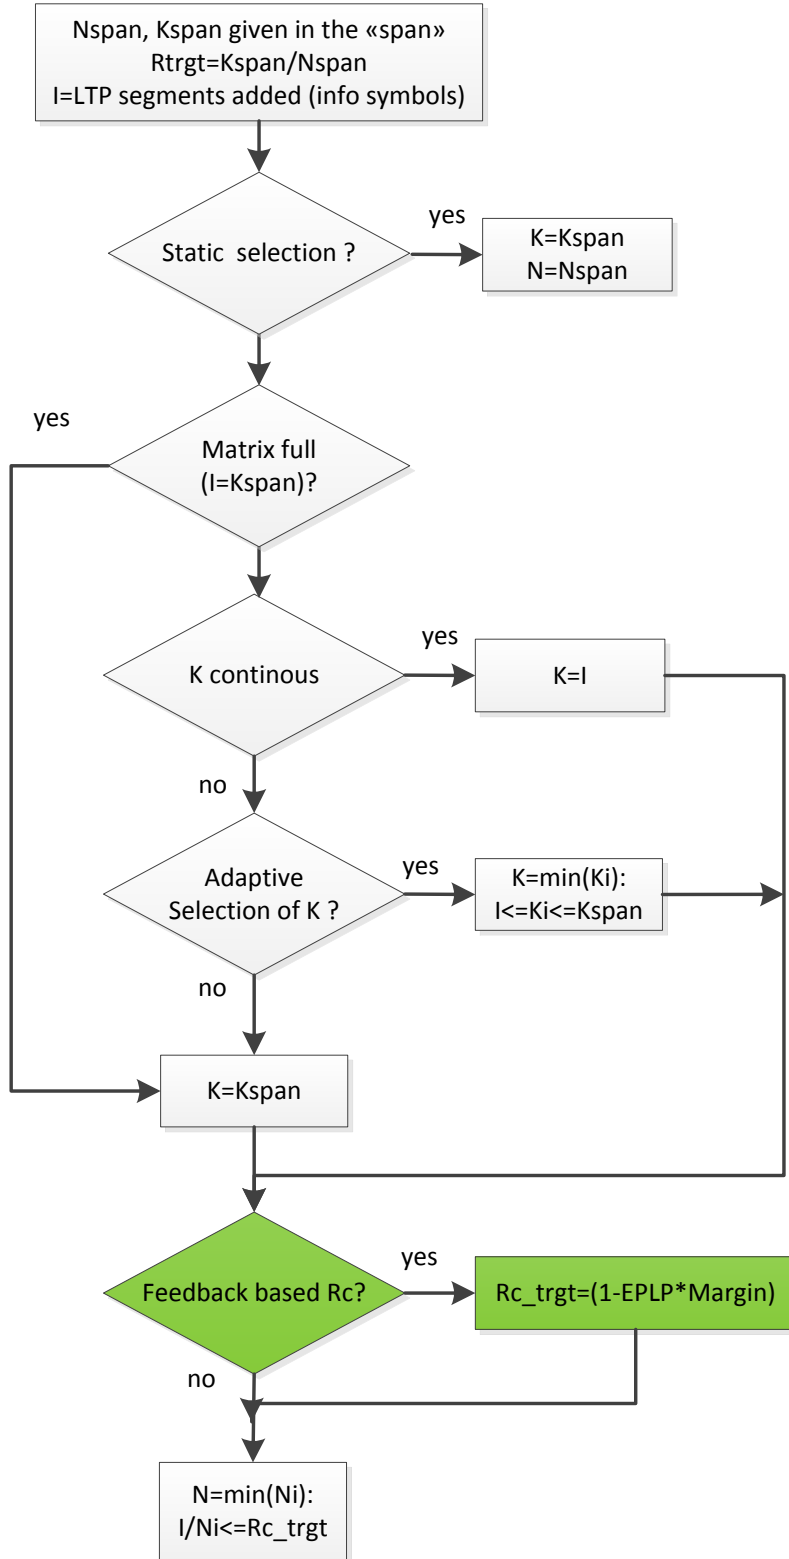 Nspan, Kspan given in the «span»
Rtrgt=Kspan/Nspan
I=LTP segments added (info symbols)
Static selection ?
yes
K=Kspan
N=Nspan
yes
Matrix full
(I=Kspan)?
K continous
yes
K=I
no
Adaptive
Selection of K ?
yes
K=min(Ki):
I<=Ki<=Kspan
no
K=Kspan
Feedback based Rc?
yes
Rc_trgt=(1-EPLP*Margin)
no
N=min(Ni):
I/Ni<=Rc_trgt